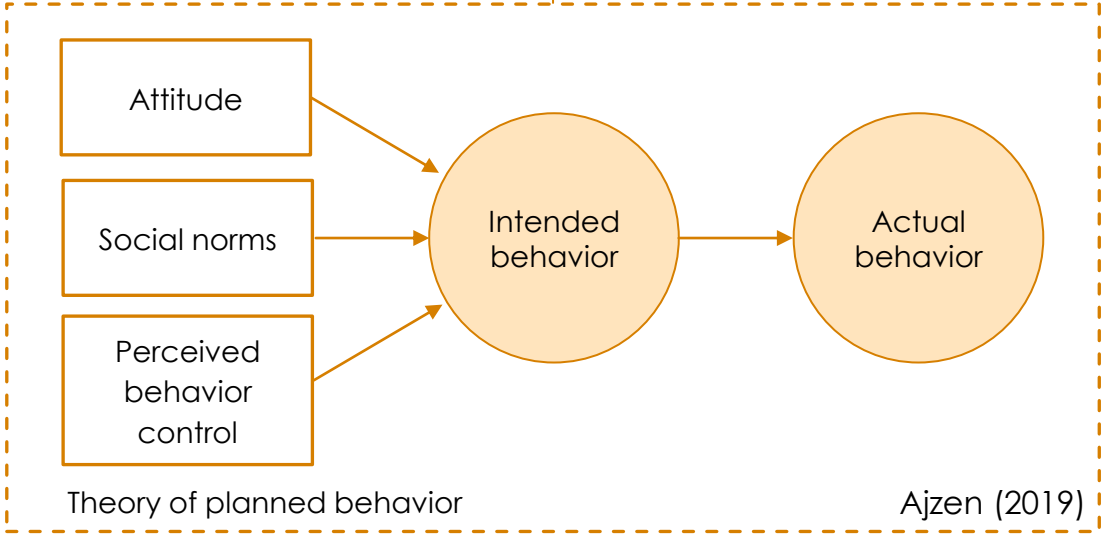 Attitude
Social norms
Perceived
behavior
control
Intended
behavior
Actual
behavior
Theory of planned behavior
Ajzen (2019)